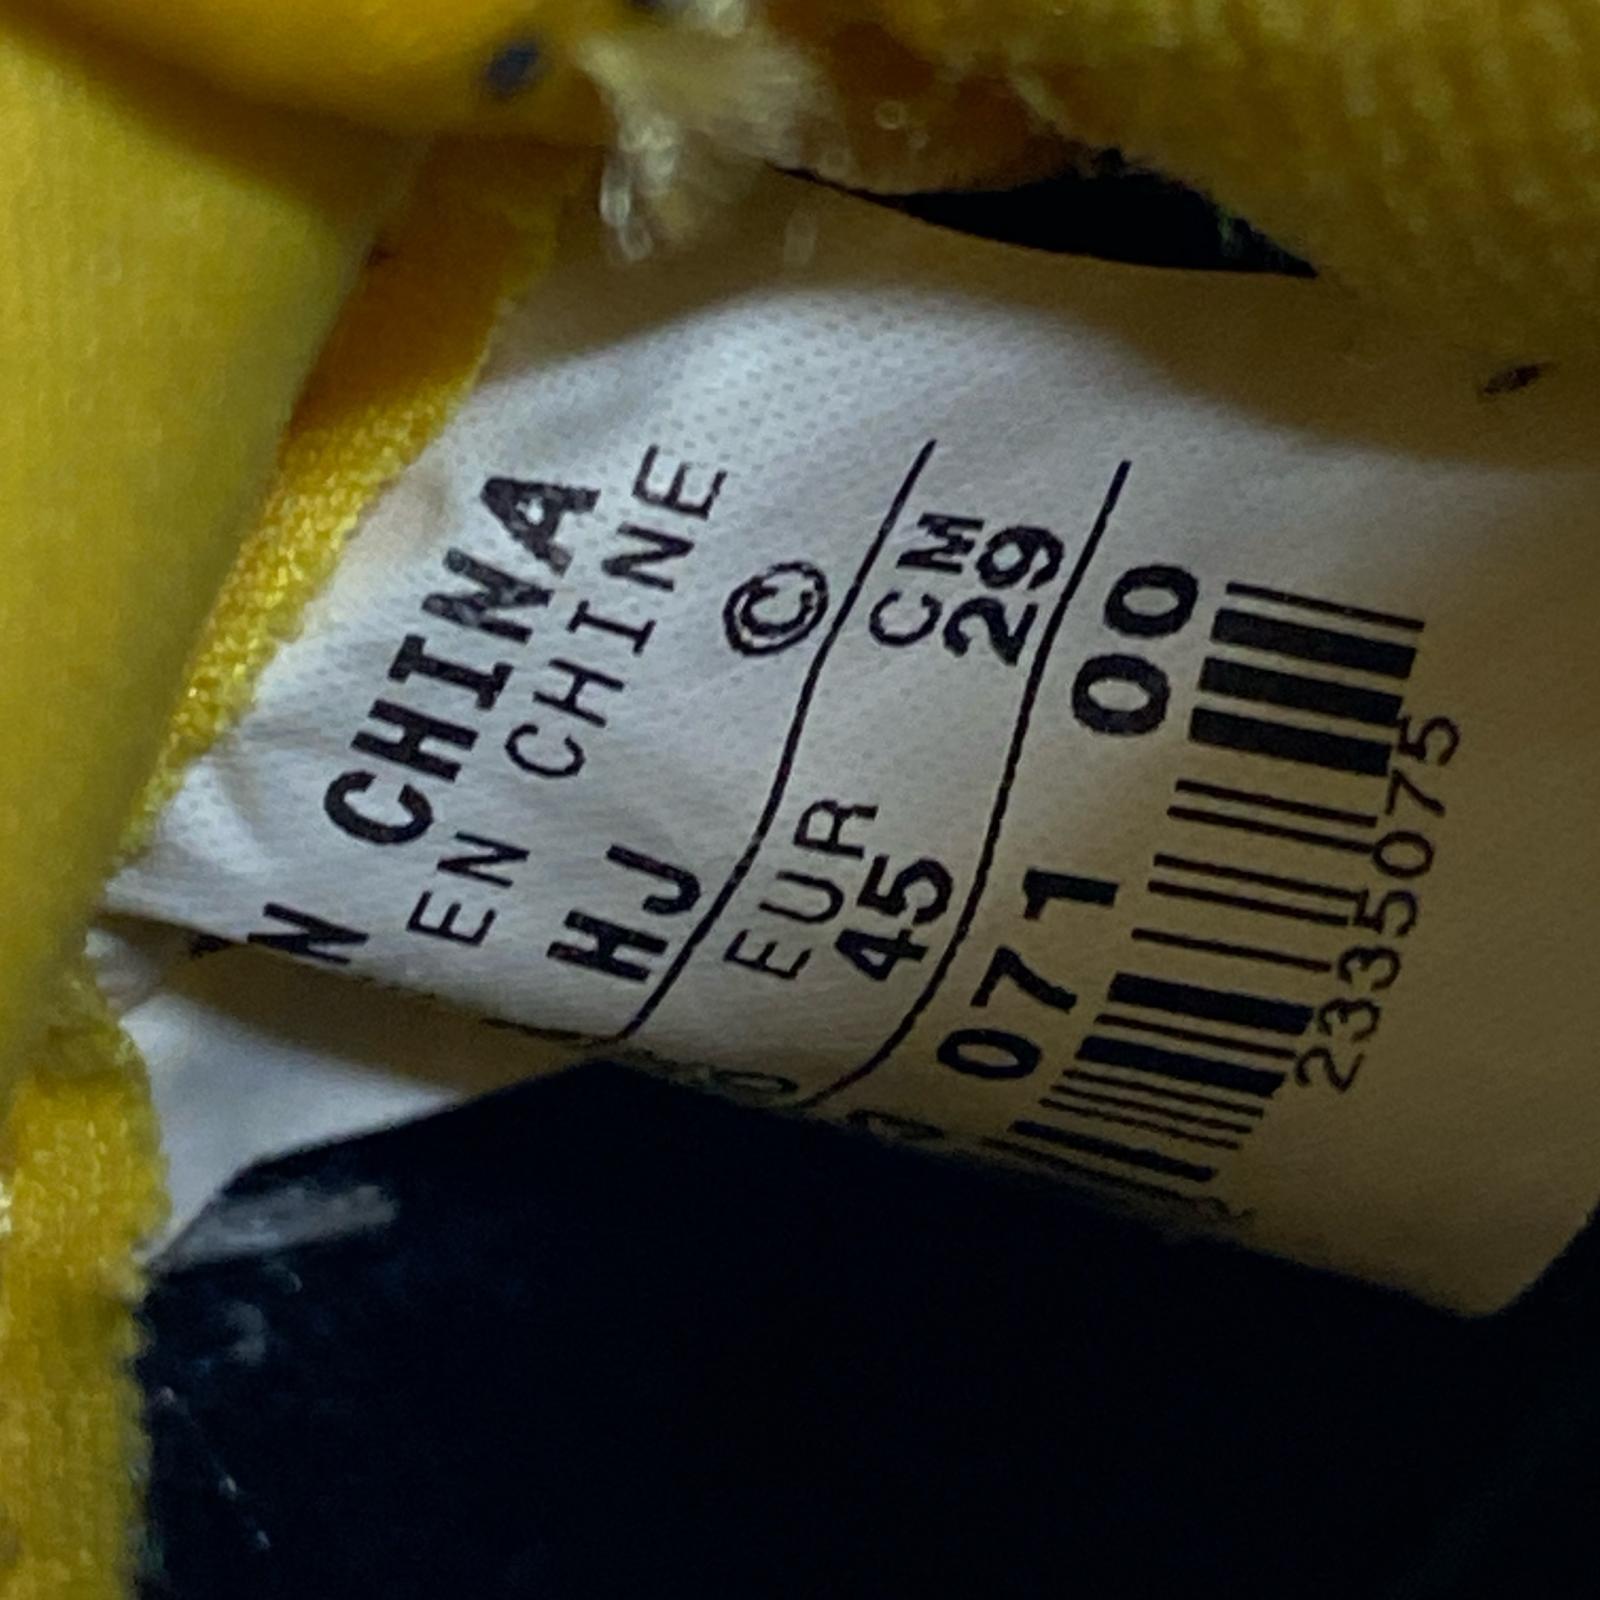 N CHINA
EN CHINE
HJ ©
EUR CM
45 29
071 00
2335075